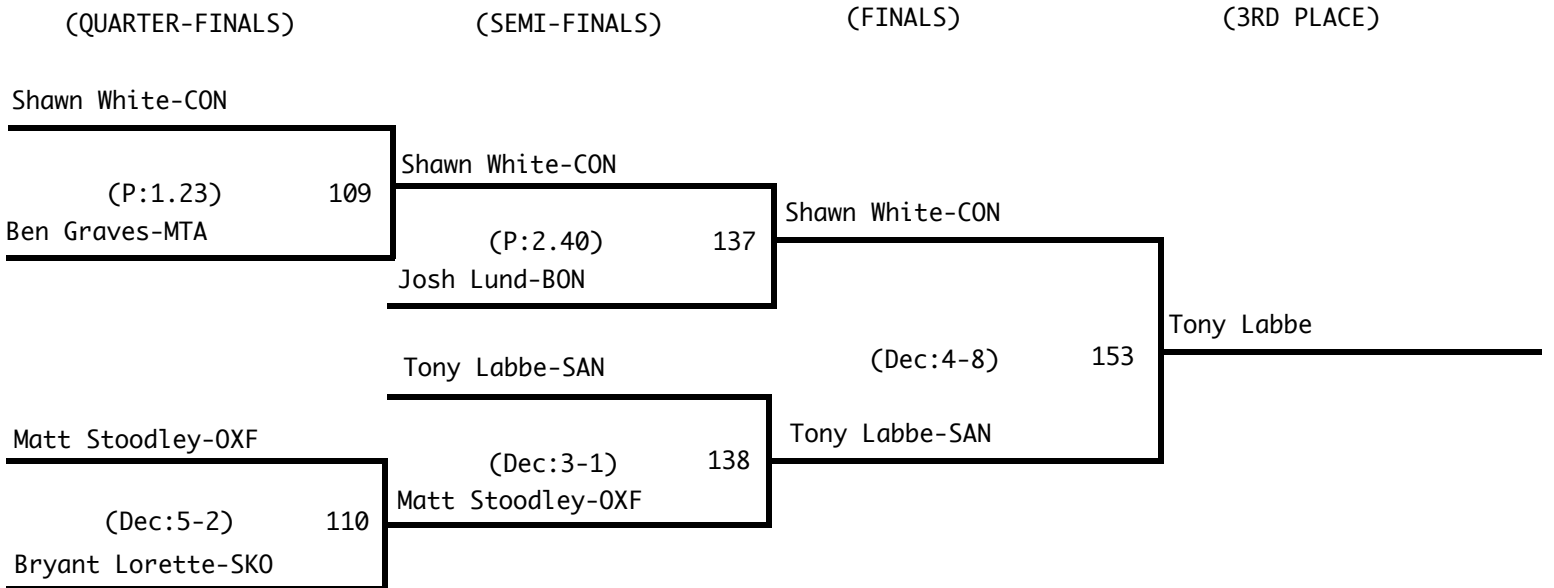 (QUARTER-FINALS) (SEMI-FINALS) (FINALS) (3RD PLACE)
Shawn White-CON
(P:1.23) 109
Ben Graves-MTA
Shawn White-CON
(P:2.40) 137
Josh Lund-BON
Shawn White-CON
(Dec:4-8) 153
Tony Labbe-SAN
Tony Labbe
Tony Labbe-SAN
(Dec:3-1) 138
Matt Stoodley-OXF
Matt Stoodley-OXF
(Dec:5-2) 110
Bryant Lorette-SKO